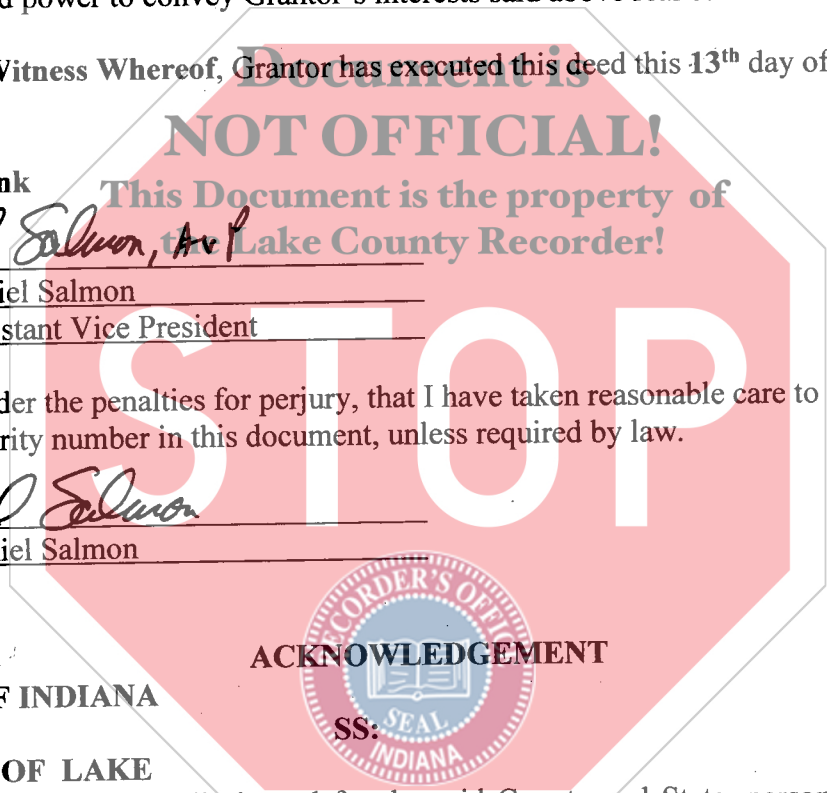 power to convey Grantor's interests said above
Witness Whereof, Grantor has executed this deed this 13th day of
Document is
NOT OFFICIAL!
This Document is the property of
the Lake County Recorder!
nk
Salmon, AVP
iel Salmon
stant Vice President
STOP
der the penalties for perjury, that I have taken reasonable care to
rity number in this document, unless required by law.
Salmon
iel Salmon
RECORDER'S OFFICE
SEAL
INDIANA
ACKNOWLEDGEMENT
F INDIANA
SS:
OF LAKE